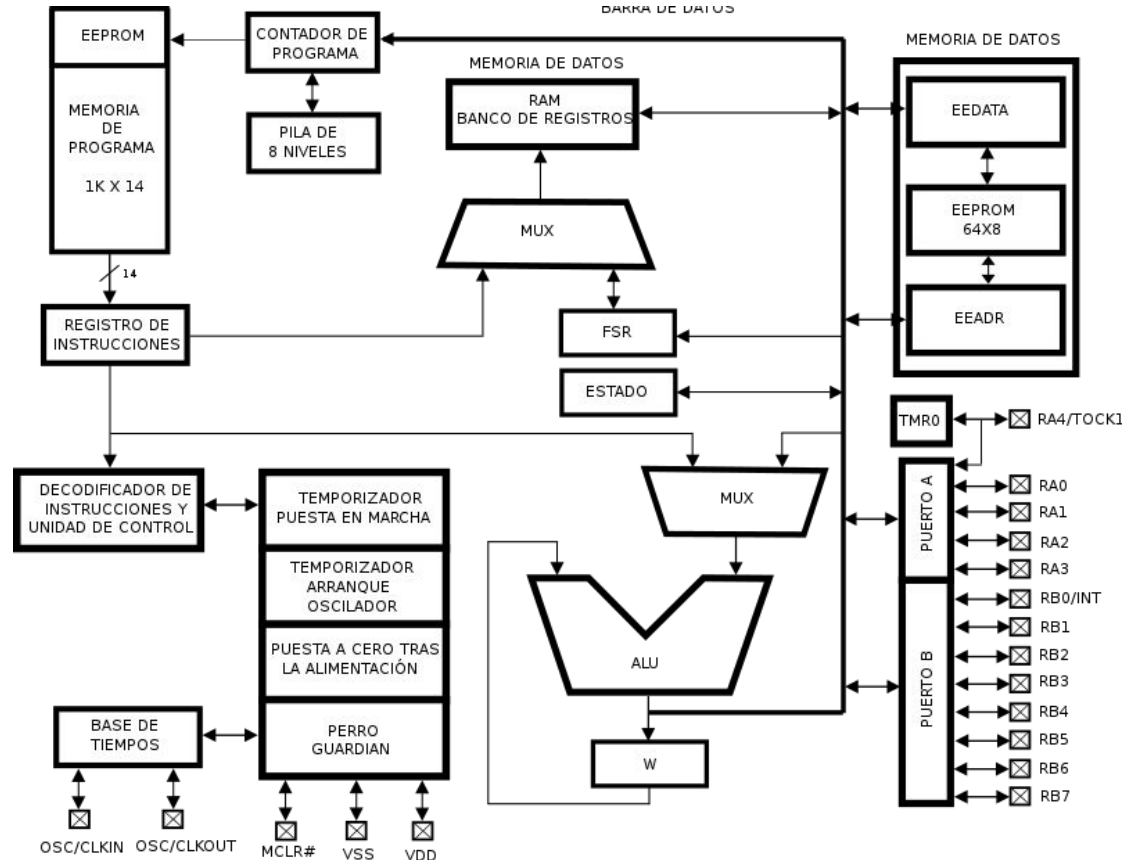 BARRA DE DATOS
EEPROM
MEMORIA
DE
PROGRAMA
1K X 14
CONTADOR DE
PROGRAMA
PILA DE
8 NIVELES
14
REGISTRO DE
INSTRUCCIONES
MEMORIA DE DATOS
RAM
BANCO DE REGISTROS
MUX
FSR
ESTADO
MEMORIA DE DATOS
EEDATA
EEPROM
64X8
EEADR
TMR0
RA4/TOCK1
DECODIFICADOR DE
INSTRUCCIONES Y
UNIDAD DE CONTROL
TEMPORIZADOR
PUESTA EN MARCHA
TEMPORIZADOR
ARRANQUE
OSCILADOR
PUESTA A CERO TRAS
LA ALIMENTACIÓN
PERRO
GUARDIAN
BASE DE
TIEMPOS
OSC/CLKIN
OSC/CLKOUT
MCLR#
VSS
VDD
MUX
ALU
W
PUERTO A
RA0
RA1
RA2
RA3
PUERTO B
RB0/INT
RB1
RB2
RB3
RB4
RB5
RB6
RB7